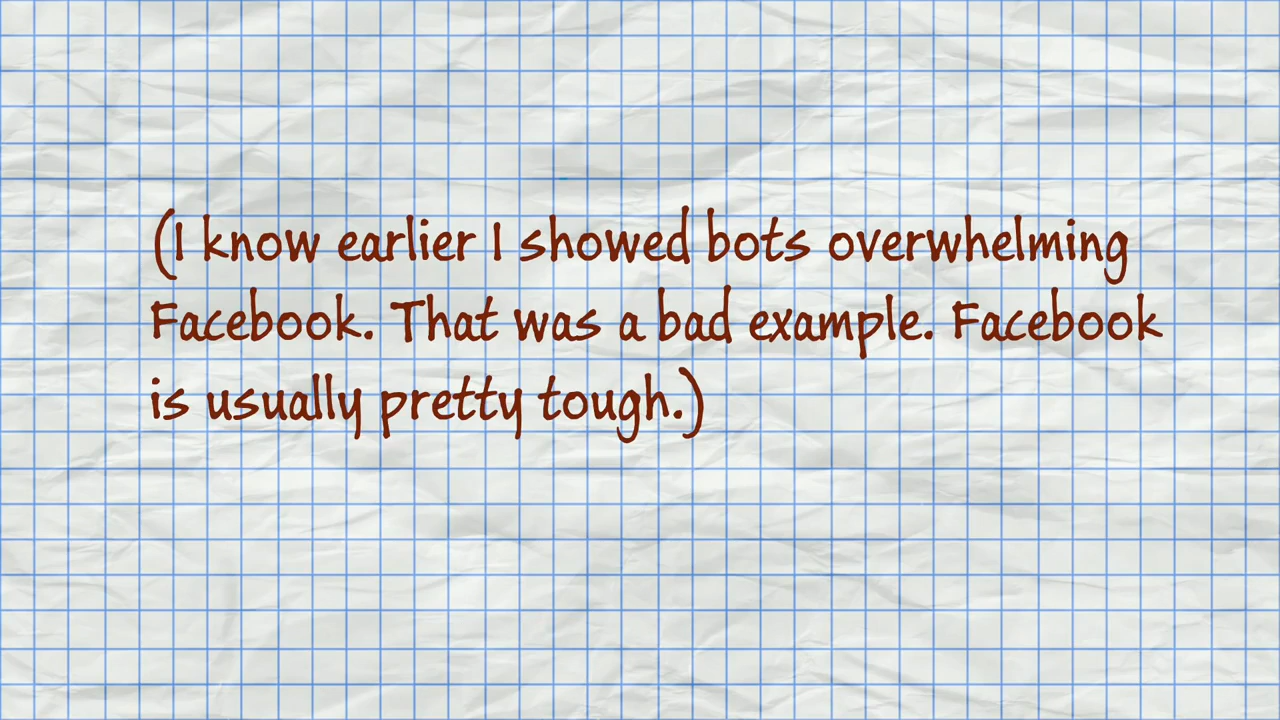 (I know earlier I showed bots overwhelming
Facebook. That was a bad example. Facebook
is usually pretty tough.)